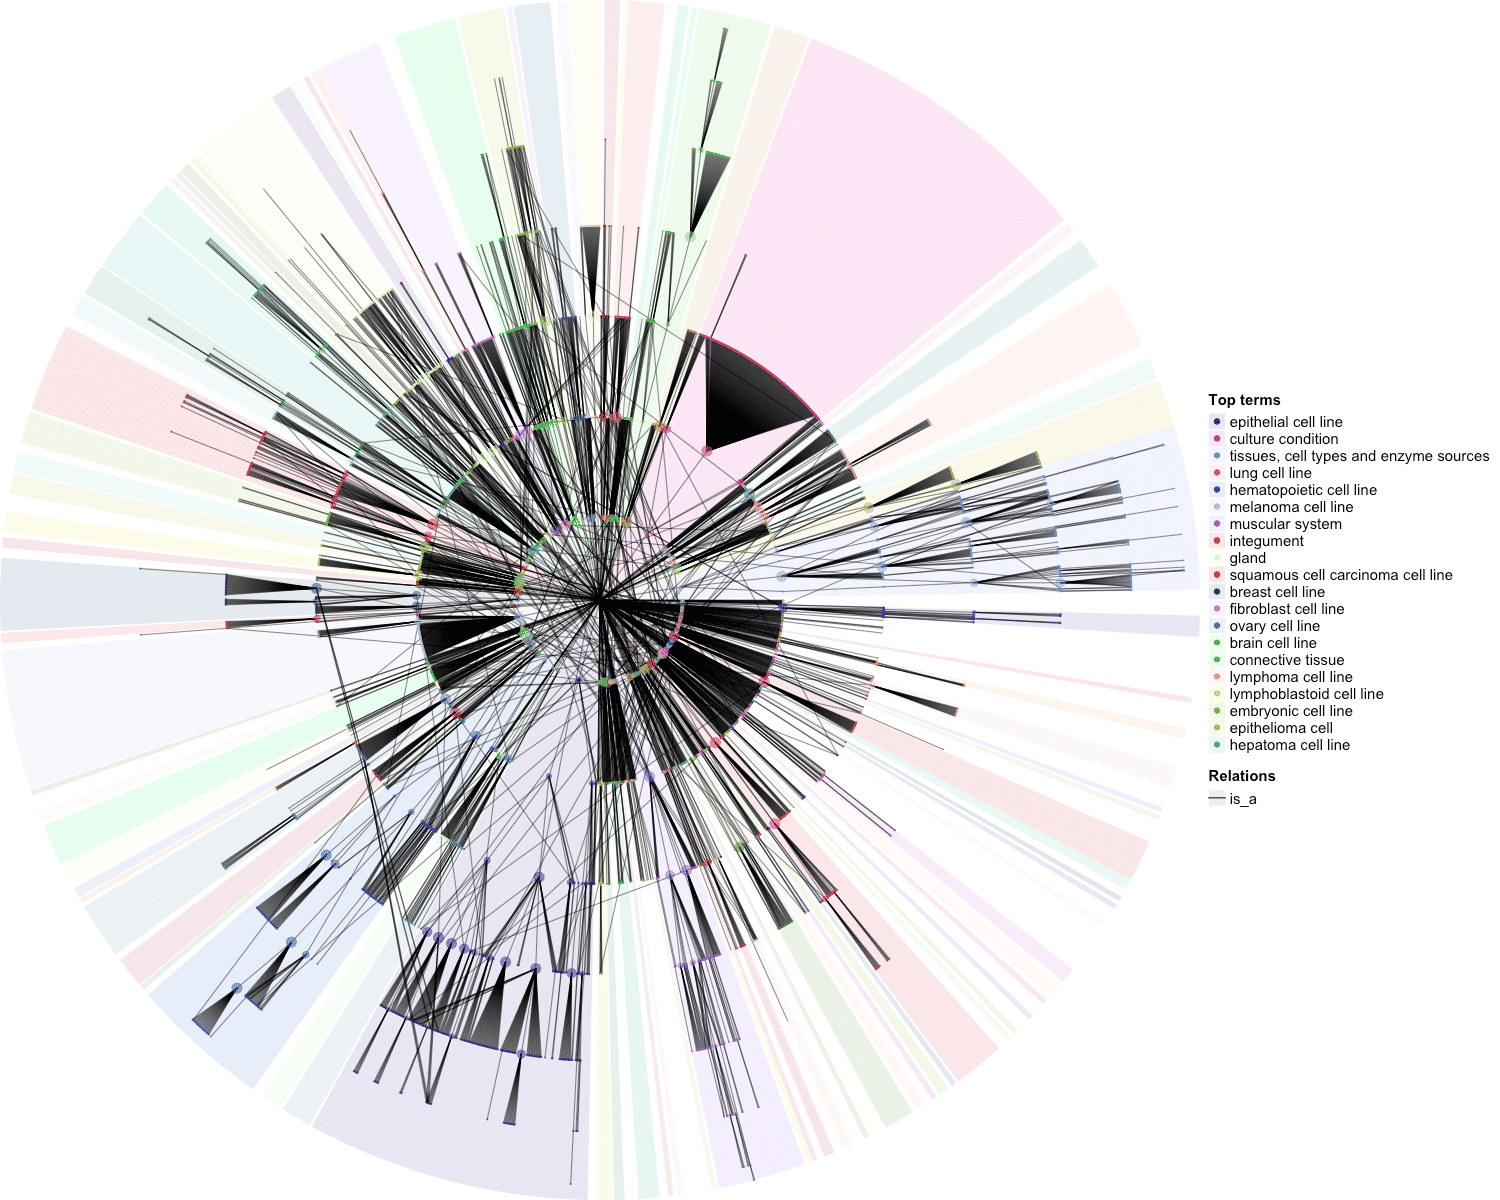 Top terms
epithelial cell line
culture condition
tissues, cell types and enzyme sources
lung cell line
hematopoietic cell line
melanoma cell line
muscular system
integument
gland
squamous cell carcinoma cell line
breast cell line
fibroblast cell line
ovary cell line
brain cell line
connective tissue
lymphoma cell line
lymphoblastoid cell line
embryonic cell line
epithelioma cell
hepatoma cell line
Relations
is_a